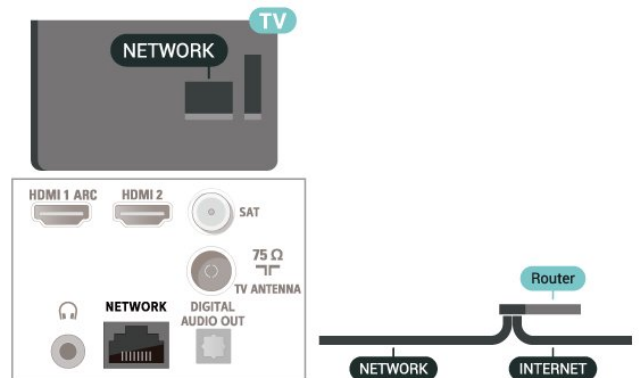 TV
NETWORK
HDMI 1 ARC
HDMI 2
SAT
75 Ω
TV ANTENNA
NETWORK
DIGITAL
AUDIO OUT
Router
NETWORK
INTERNET